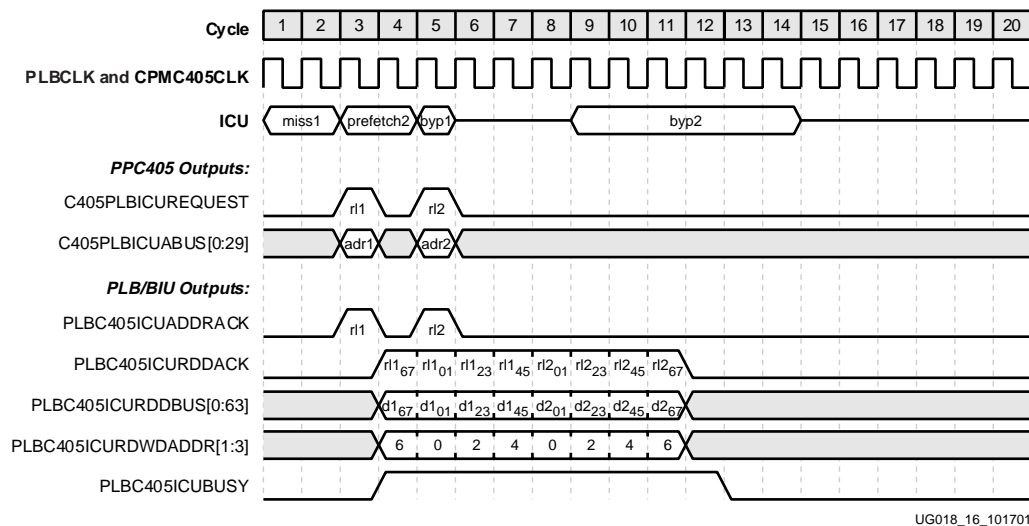 Cycle 1 2 3 4 5 6 7 8 9 10 11 12 13 14 15 16 17 18 19 20
PLBCLK and CPMC405CLK
ICU miss1 prefetch2 byp1 byp2
PPC405 Outputs:
C405PLBICUREQUEST rl1 rl2
C405PLBICUABUS[0:29] adr1 adr2
PLB/BIU Outputs:
PLBC405ICUADDRACK rl1 rl2
PLBC405ICURDDACK rl1₆₇ rl1₀₁ rl1₂₃ rl1₄₅ rl2₀₁ rl2₂₃ rl2₄₅ rl2₆₇
PLBC405ICURDDBUS[0:63] d1₆₇ d1₀₁ d1₂₃ d1₄₅ d2₀₁ d2₂₃ d2₄₅ d2₆₇
PLBC405ICURDWDADDR[1:3] 6 0 2 4 0 2 4 6
PLBC405ICUBUSY
UG018_16_101701